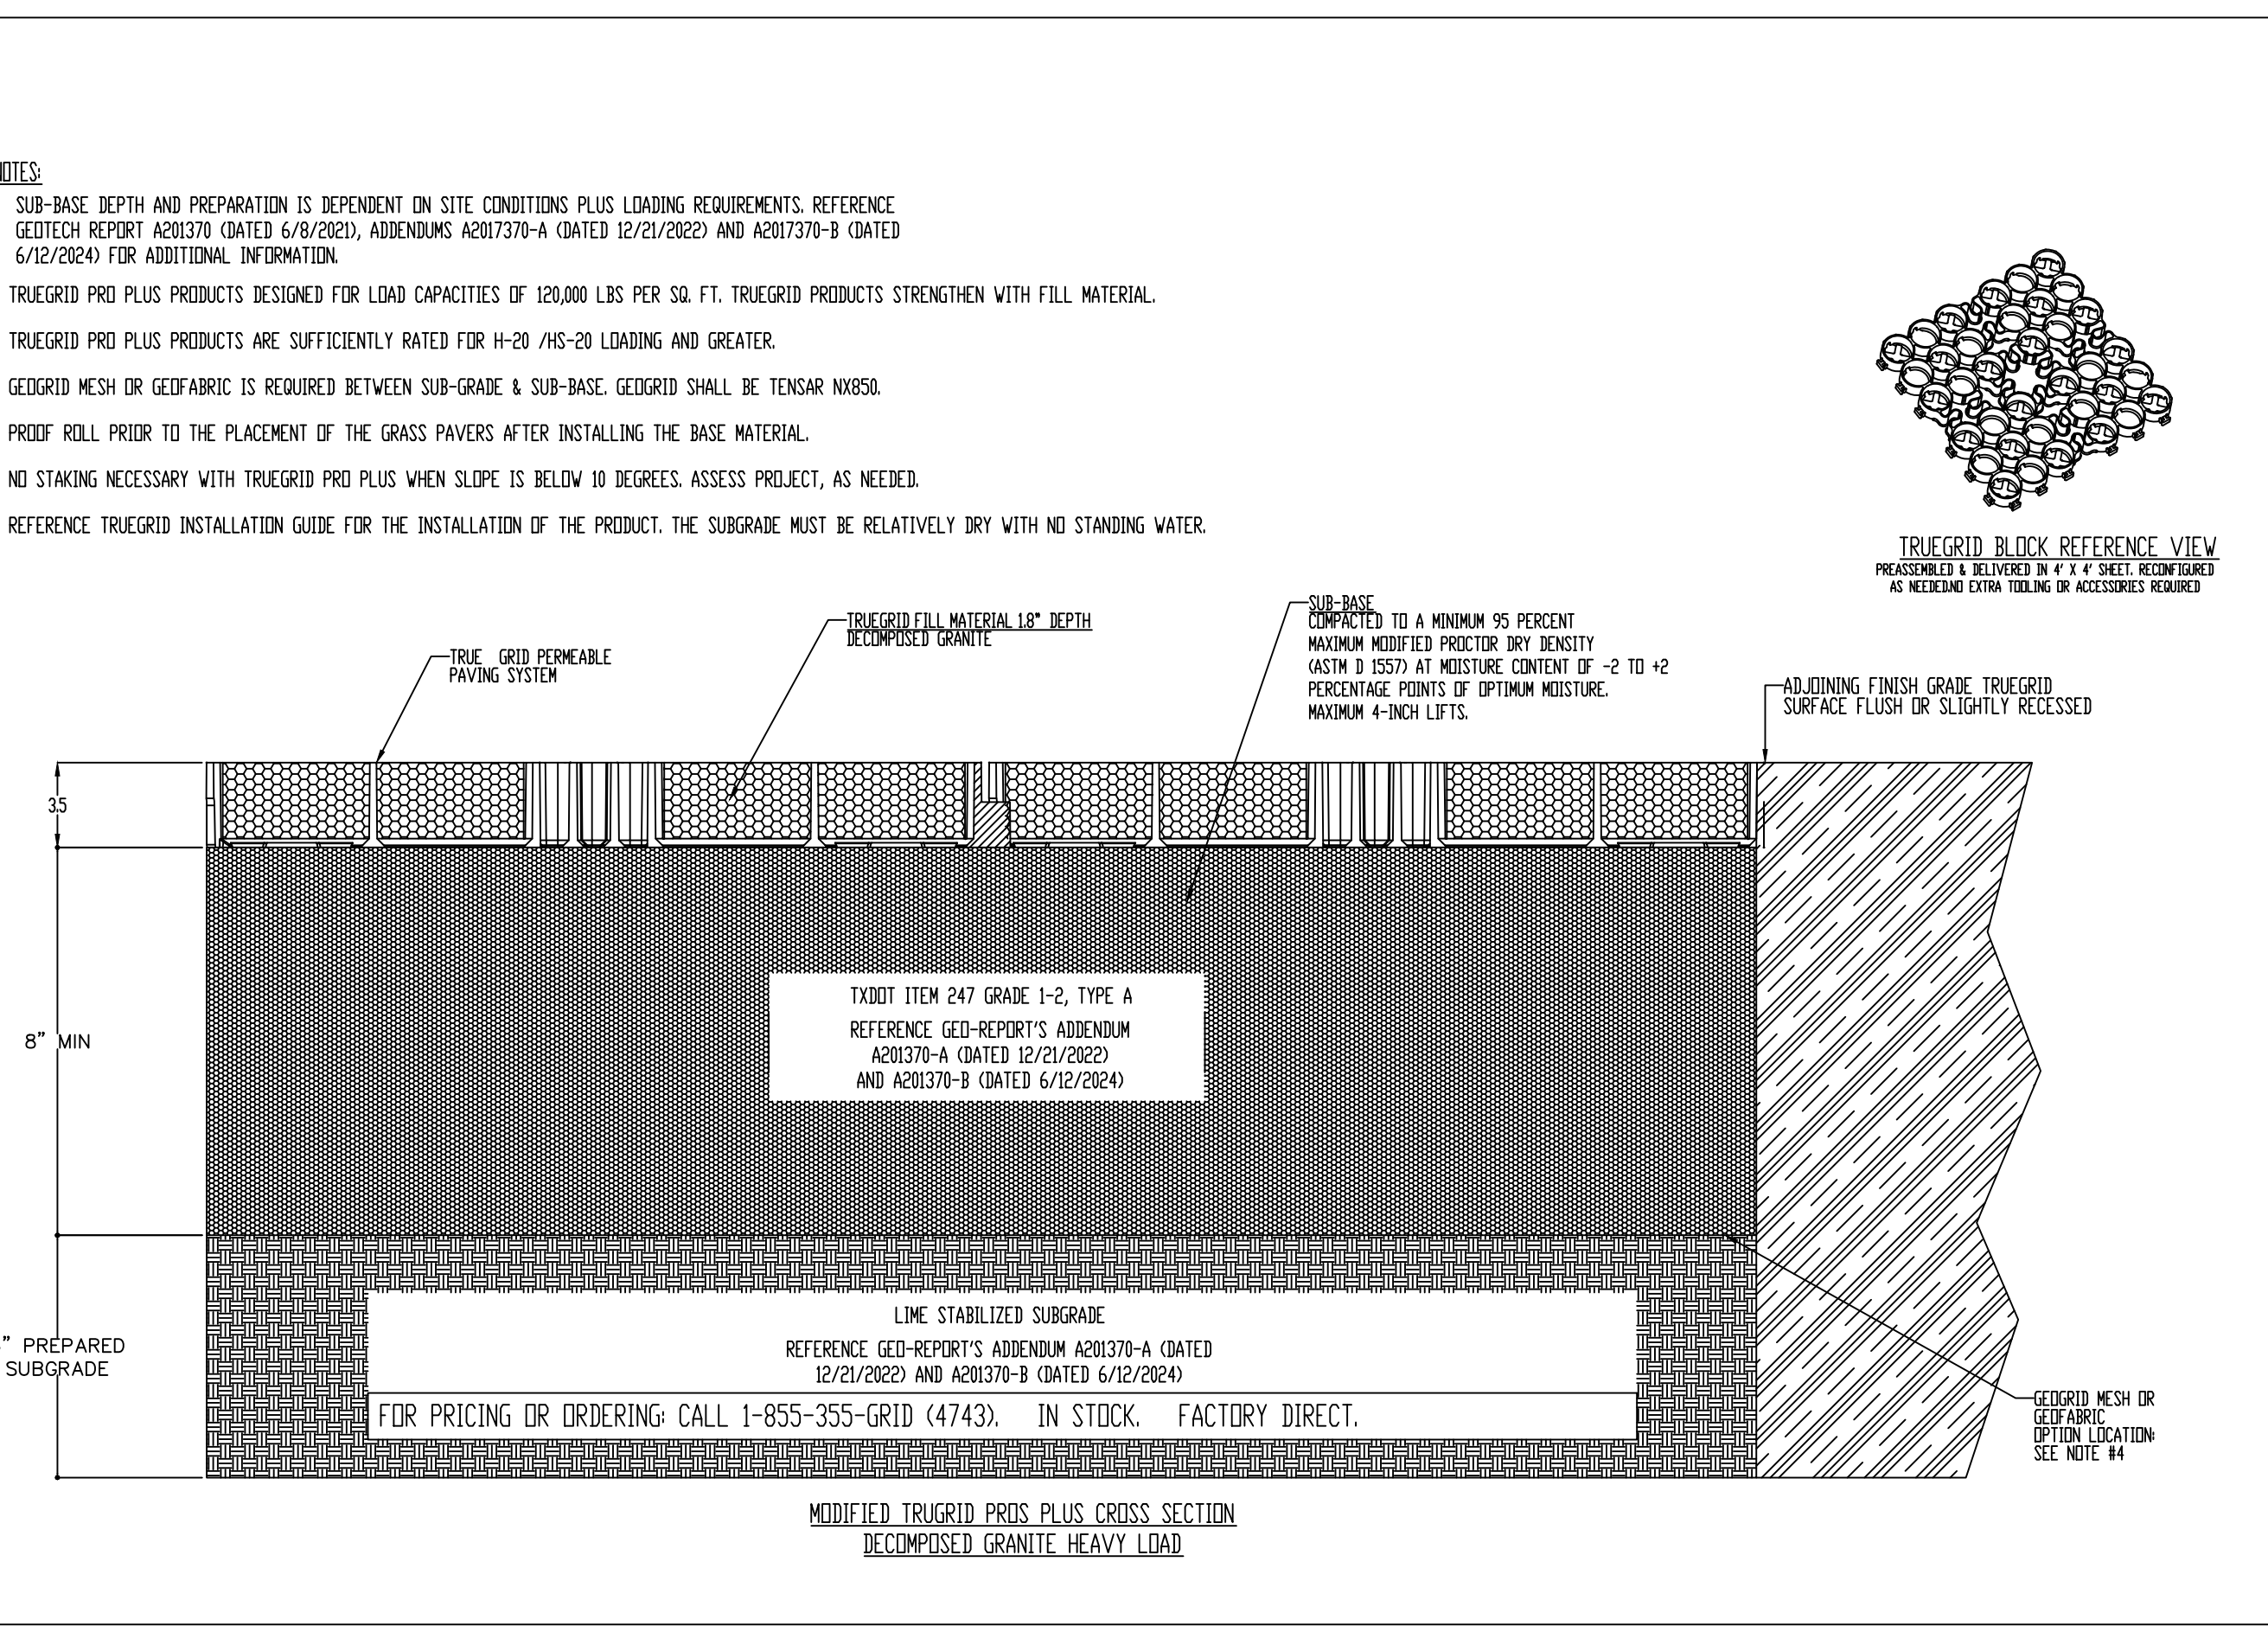 NOTES:
SUB-BASE DEPTH AND PREPARATION IS DEPENDENT ON SITE CONDITIONS PLUS LOADING REQUIREMENTS. REFERENCE
GEOTECH REPORT A201370 (DATED 6/8/2021), ADDENDUMS A2017370-A (DATED 12/21/2022) AND A2017370-B (DATED
6/12/2024) FOR ADDITIONAL INFORMATION.
TRUEGRID PRO PLUS PRODUCTS DESIGNED FOR LOAD CAPACITIES OF 120,000 LBS PER SQ. FT. TRUEGRID PRODUCTS STRENGTHEN WITH FILL MATERIAL.
TRUEGRID PRO PLUS PRODUCTS ARE SUFFICIENTLY RATED FOR H-20 /HS-20 LOADING AND GREATER.
GEOGRID MESH OR GEOFABRIC IS REQUIRED BETWEEN SUB-GRADE & SUB-BASE. GEOGRID SHALL BE TENSAR NX850.
PROOF ROLL PRIOR TO THE PLACEMENT OF THE GRASS PAVERS AFTER INSTALLING THE BASE MATERIAL.
NO STAKING NECESSARY WITH TRUEGRID PRO PLUS WHEN SLOPE IS BELOW 10 DEGREES. ASSESS PROJECT, AS NEEDED.
REFERENCE TRUEGRID INSTALLATION GUIDE FOR THE INSTALLATION OF THE PRODUCT. THE SUBGRADE MUST BE RELATIVELY DRY WITH NO STANDING WATER.
TRUEGRID BLOCK REFERENCE VIEW
PREASSEMBLED & DELIVERED IN 4' X 4' SHEET. RECONFIGURED
AS NEEDED.NO EXTRA TOOLING OR ACCESSORIES REQUIRED
TRUE GRID PERMEABLE
PAVING SYSTEM
TRUEGRID FILL MATERIAL 1.8" DEPTH
DECOMPOSED GRANITE
SUB-BASE
COMPACTED TO A MINIMUM 95 PERCENT
MAXIMUM MODIFIED PROCTOR DRY DENSITY
(ASTM D 1557) AT MOISTURE CONTENT OF -2 TO +2
PERCENTAGE POINTS OF OPTIMUM MOISTURE.
MAXIMUM 4-INCH LIFTS.
ADJOINING FINISH GRADE TRUEGRID
SURFACE FLUSH OR SLIGHTLY RECESSED
3.5
8" MIN
TXDOT ITEM 247 GRADE 1-2, TYPE A
REFERENCE GEO-REPORT'S ADDENDUM
A201370-A (DATED 12/21/2022)
AND A201370-B (DATED 6/12/2024)
" PREPARED
SUBGRADE
LIME STABILIZED SUBGRADE
REFERENCE GEO-REPORT'S ADDENDUM A201370-A (DATED
12/21/2022) AND A201370-B (DATED 6/12/2024)
FOR PRICING OR ORDERING: CALL 1-855-355-GRID (4743). IN STOCK. FACTORY DIRECT.
GEOGRID MESH OR
GEOFABRIC
OPTION LOCATION:
SEE NOTE #4
MODIFIED TRUGRID PROS PLUS CROSS SECTION
DECOMPOSED GRANITE HEAVY LOAD